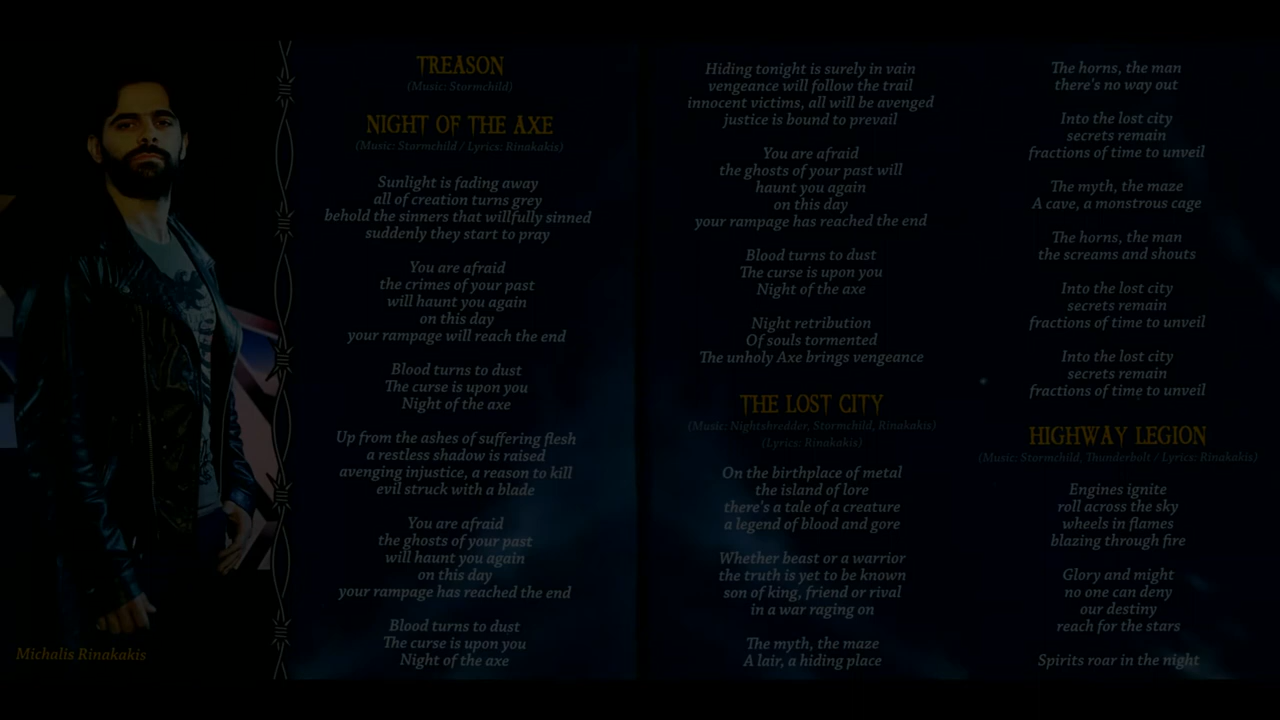 TREASON
(Music: Stormchild)
NIGHT OF THE AXE
(Music: Stormchild / Lyrics: Rinakakis)
Sunlight is fading away
all of creation turns grey
behold the sinners that willfully sinned
suddenly they start to pray
You are afraid
the crimes of your past
will haunt you again
on this day
your rampage will reach the end
Blood turns to dust
The curse is upon you
Night of the axe
Up from the ashes of suffering flesh
a restless shadow is raised
avenging injustice, a reason to kill
evil struck with a blade
You are afraid
the ghosts of your past
will haunt you again
on this day
your rampage has reached the end
Blood turns to dust
The curse is upon you
Night of the axe
Michalis Rinakakis
Hiding tonight is surely in vain
vengeance will follow the trail
innocent victims, all will be avenged
justice is bound to prevail
You are afraid
the ghosts of your past will
haunt you again
on this day
your rampage has reached the end
Blood turns to dust
The curse is upon you
Night of the axe
Night retribution
Of souls tormented
The unholy Axe brings vengeance
THE LOST CITY
(Music: Nightshredder, Stormchild, Rinakakis)
(Lyrics: Rinakakis)
On the birthplace of metal
the island of lore
there's a tale of a creature
a legend of blood and gore
Whether beast or a warrior
the truth is yet to be known
son of king, friend or rival
in a war raging on
The myth, the maze
A lair, a hiding place
The horns, the man
there's no way out
Into the lost city
secrets remain
fractions of time to unveil
The myth, the maze
A cave, a monstrous cage
The horns, the man
the screams and shouts
Into the lost city
secrets remain
fractions of time to unveil
Into the lost city
secrets remain
fractions of time to unveil
HIGHWAY LEGION
(Music: Stormchild, Thunderbolt / Lyrics: Rinakakis)
Engines ignite
roll across the sky
wheels in flames
blazing through fire
Glory and might
no one can deny
our destiny
reach for the stars
Spirits roar in the night